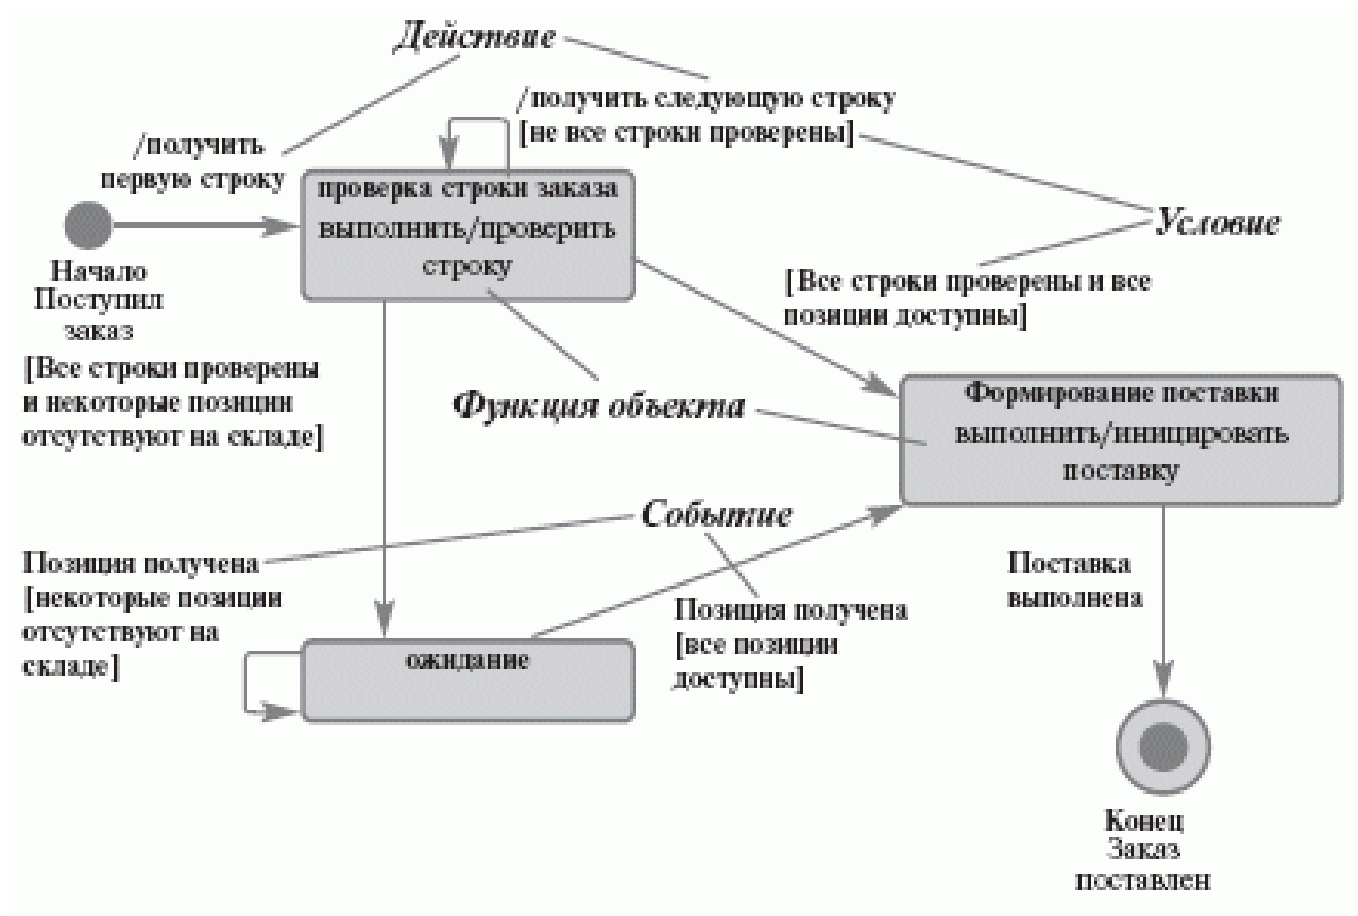 Действие
/получить следующую строку
[не все строки проверены]
/получить
первую строку
проверка строки заказа
выполнить/проверить
строку
Условие
Начало
Поступил
заказ
[Все строки проверены и все
позиции доступны]
[Все строки проверены
и некоторые позиции
отсутствуют на складе]
Функция объекта
Формирование поставки
выполнить/иницировать
поставку
Событие
Позиция получена
[некоторые позиции
отсутствуют на
складе]
Поставка
выполнена
Позиция получена
[все позиции
доступны]
ожидание
Конец
Заказ
поставлен